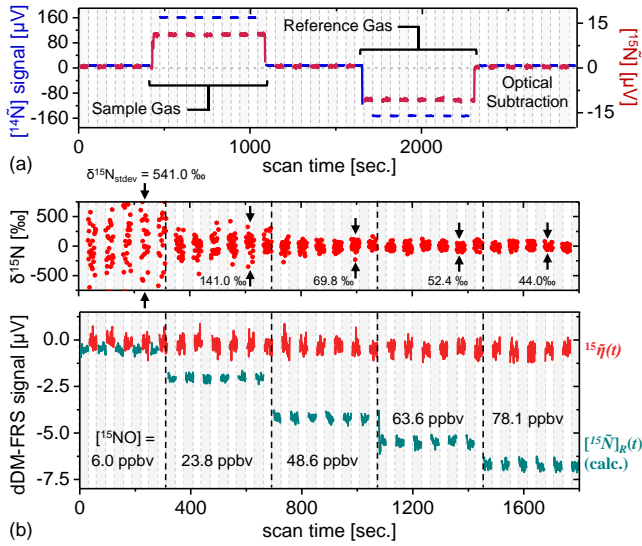 [¹⁴Ñ] signal [µV]
160
80
0
-80
-160
Sample Gas
Reference Gas
Optical
Subtraction
15
0
-15
[¹⁵Ñ] [µV]
0
1000
2000
scan time [sec.]
(a)
δ¹⁵N_stdev = 541.0 ‰
δ¹⁵N [‰]
500
0
-500
141.0 ‰
69.8 ‰
52.4 ‰
44.0‰
dDM-FRS signal [µV]
0.0
-2.5
-5.0
-7.5
¹⁵η̃(t)
[¹⁵NO] =
6.0 ppbv
23.8 ppbv
48.6 ppbv
63.6 ppbv
78.1 ppbv
[¹⁵Ñ]_R(t)
(calc.)
0
400
800
1200
1600
scan time [sec.]
(b)